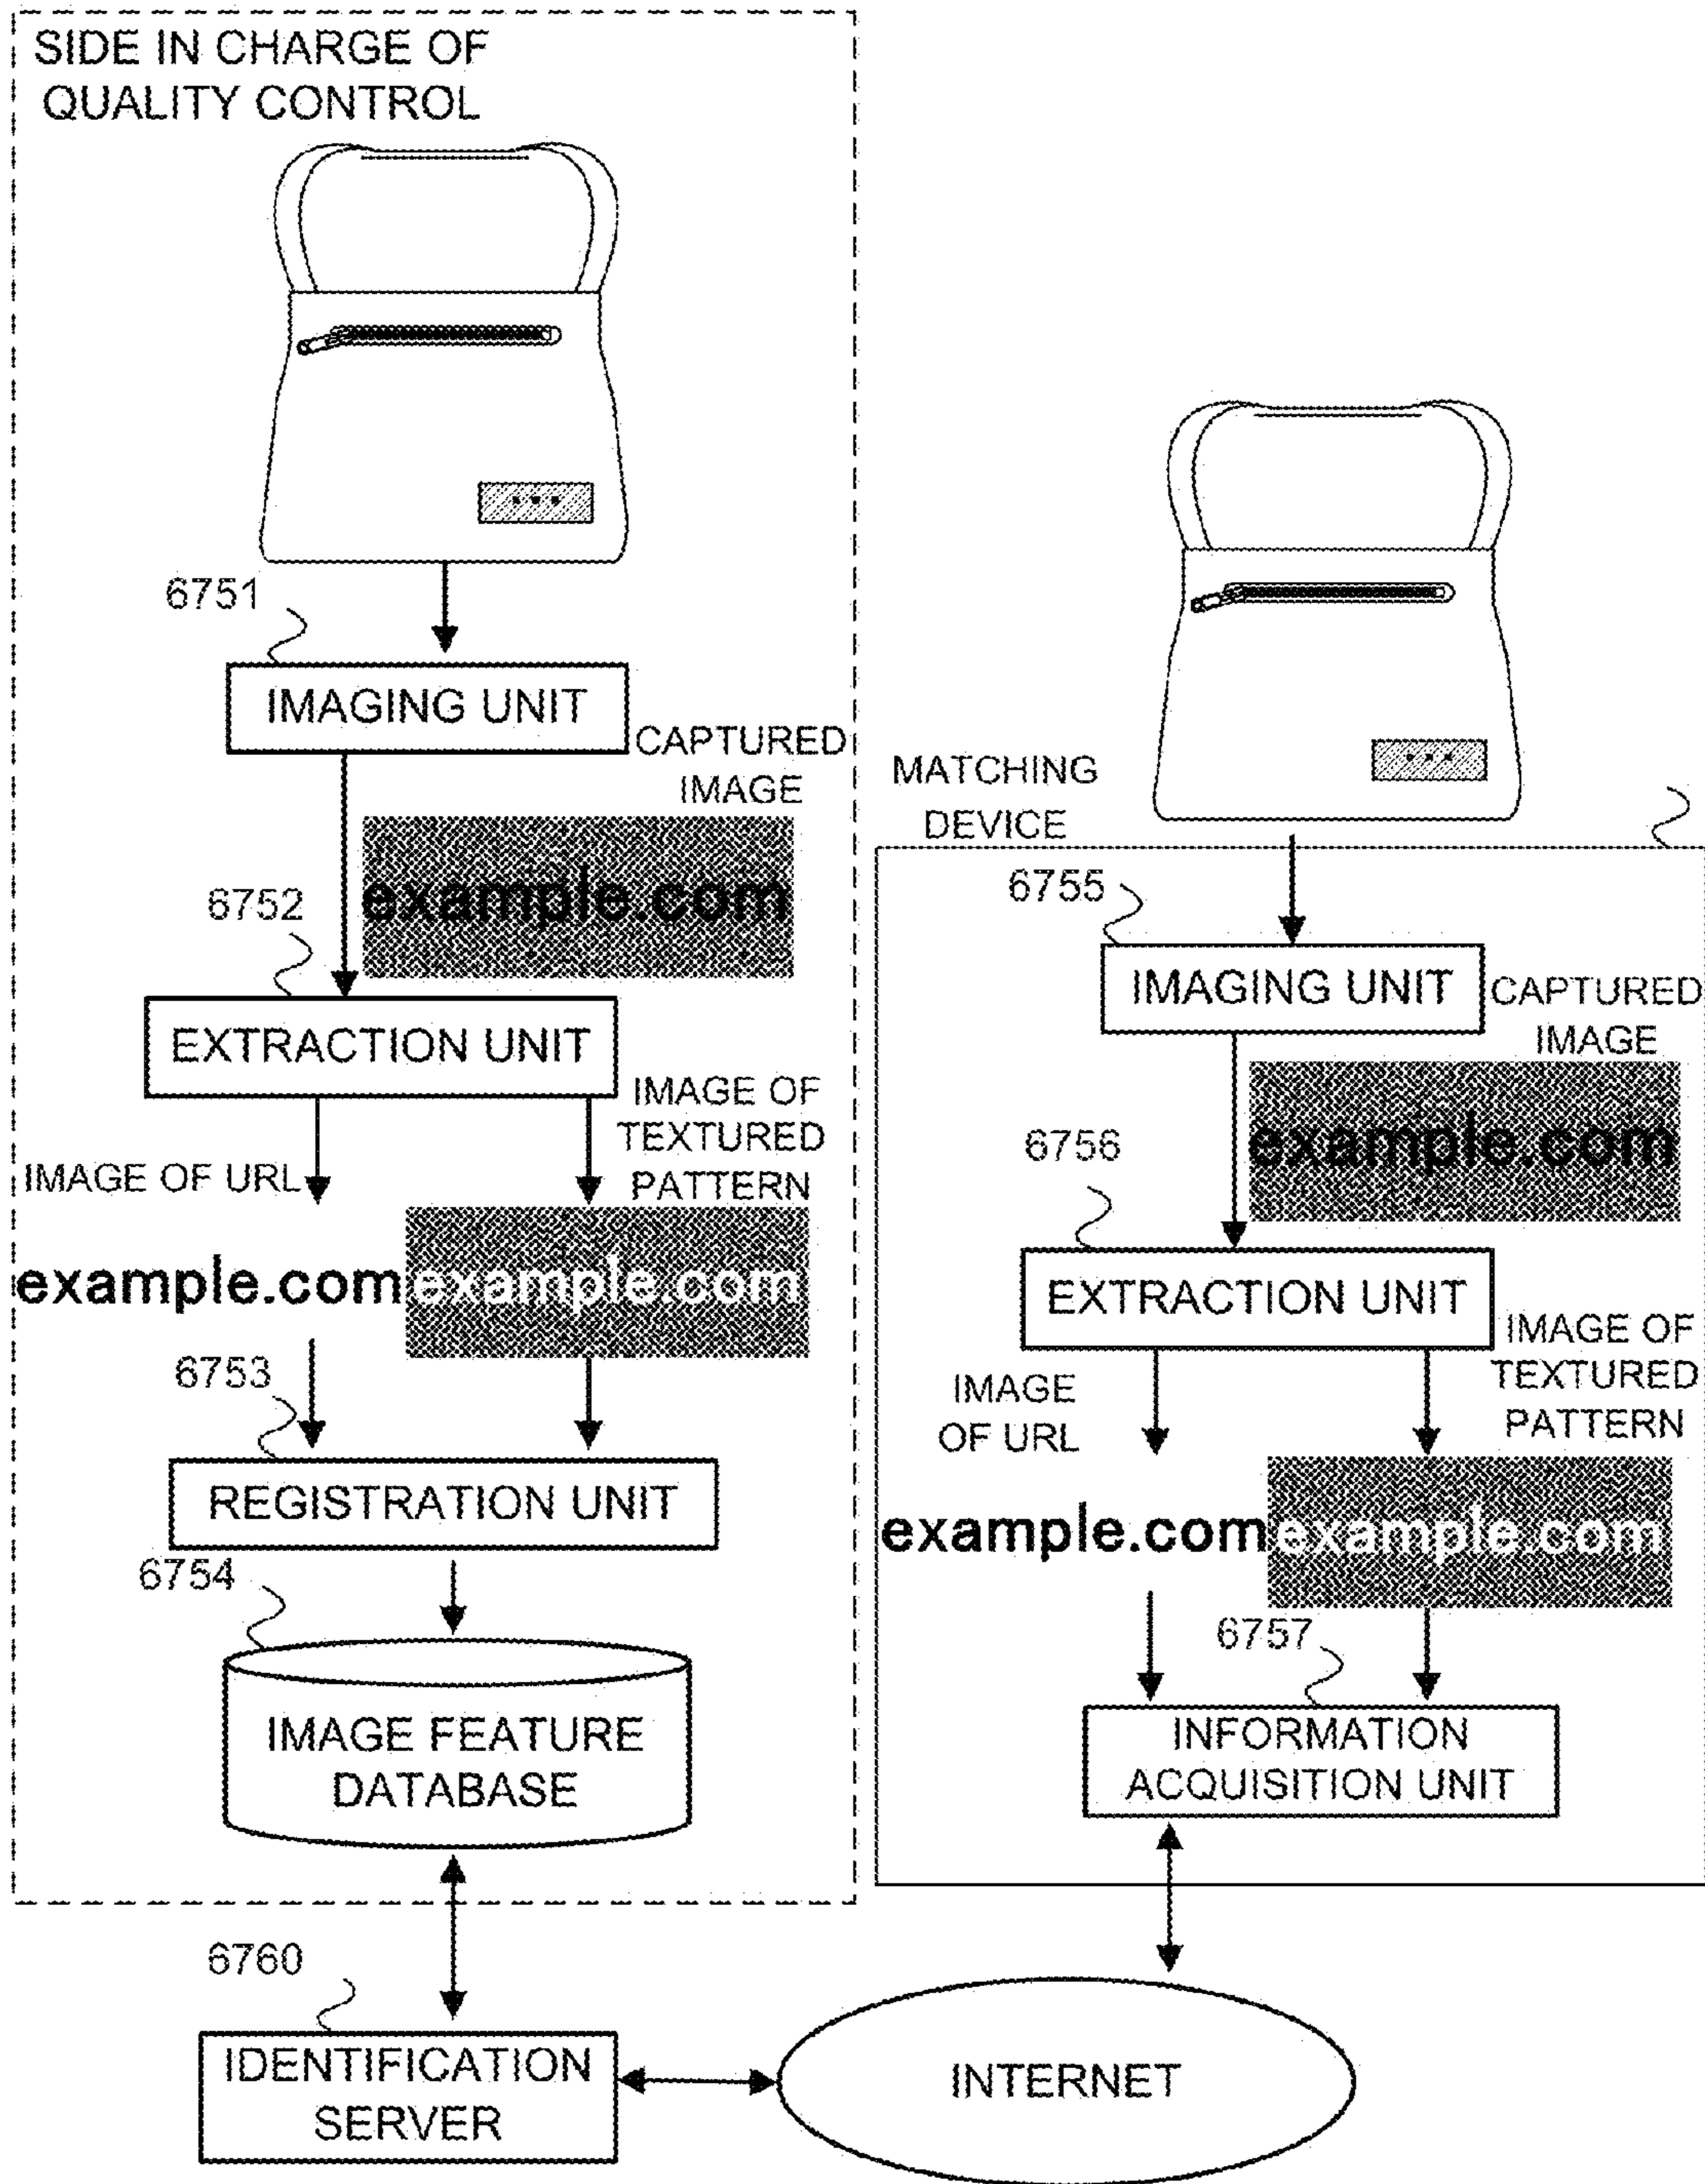 SIDE IN CHARGE OF
QUALITY CONTROL
6751
IMAGING UNIT
CAPTURED
IMAGE
example.com
6752
EXTRACTION UNIT
IMAGE OF
TEXTURED
PATTERN
IMAGE OF URL
example.com
example.com
6753
REGISTRATION UNIT
6754
IMAGE FEATURE
DATABASE
6760
IDENTIFICATION
SERVER
INTERNET
MATCHING
DEVICE
6755
IMAGING UNIT
CAPTURED
IMAGE
example.com
6756
EXTRACTION UNIT
IMAGE OF
TEXTURED
PATTERN
IMAGE
OF URL
example.com
example.com
6757
INFORMATION
ACQUISITION UNIT